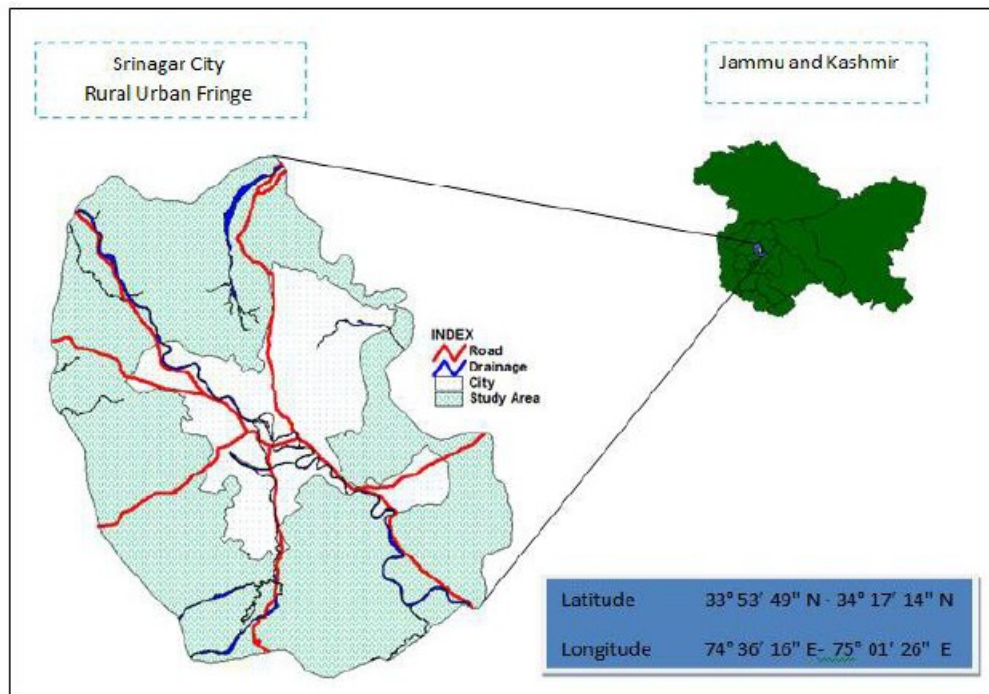 Srinagar City
Rural Urban Fringe
Jammu and Kashmir
INDEX
Road
Drainage
City
Study Area
Latitude 33° 53′ 49" N - 34° 17′ 14" N
Longitude 74° 36′ 16" E- 75° 01′ 26" E